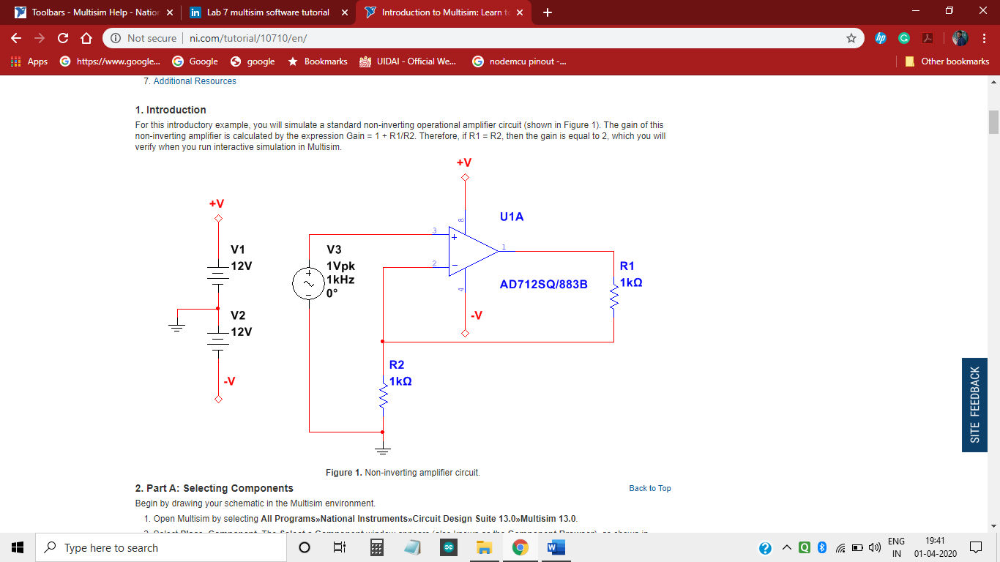 Toolbars - Multisim Help - Nation
Lab 7 multisim software tutorial
Introduction to Multisim: Learn to
Not secure | ni.com/tutorial/10710/en/
Apps
https://www.google...
Google
google
Bookmarks
UIDAI - Official We...
nodemcu pinout -...
Other bookmarks
7. Additional Resources
1. Introduction
For this introductory example, you will simulate a standard non-inverting operational amplifier circuit (shown in Figure 1). The gain of this
non-inverting amplifier is calculated by the expression Gain = 1 + R1/R2. Therefore, if R1 = R2, then the gain is equal to 2, which you will
verify when you run interactive simulation in Multisim.
+V
+V
V1
12V
V2
12V
-V
V3
1Vpk
1kHz
0°
3
2
8
4
1
U1A
AD712SQ/883B
-V
R1
1kΩ
R2
1kΩ
Figure 1. Non-inverting amplifier circuit.
2. Part A: Selecting Components
Back to Top
Begin by drawing your schematic in the Multisim environment.
1. Open Multisim by selecting All Programs»National Instruments»Circuit Design Suite 13.0»Multisim 13.0.
SITE FEEDBACK
Type here to search
ENG
IN
19:41
01-04-2020